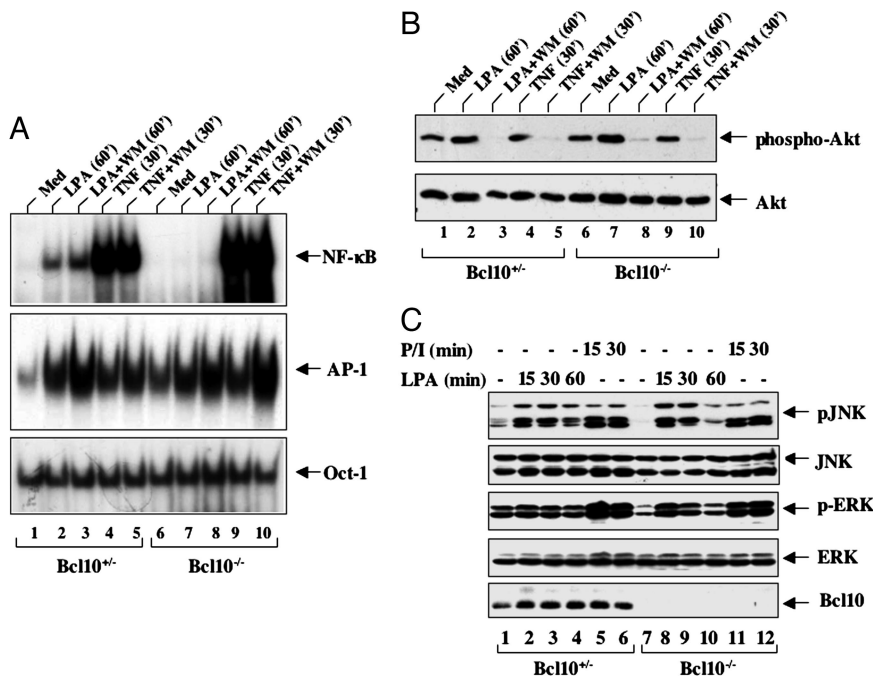 A
Med
LPA (60')
LPA+WM (60')
TNF (30')
TNF+WM (30')
Med
LPA (60')
LPA+WM (60')
TNF (30')
TNF+WM (30')
NF-κB
AP-1
Oct-1
1 2 3 4 5 6 7 8 9 10
Bcl10+/- Bcl10-/-
B
Med
LPA (60')
LPA+WM (60')
TNF (30')
TNF+WM (30')
Med
LPA (60')
LPA+WM (60')
TNF (30')
TNF+WM (30')
phospho-Akt
Akt
1 2 3 4 5 6 7 8 9 10
Bcl10+/- Bcl10-/-
C
P/I (min) - - - - 15 30 - - - - 15 30
LPA (min) - 15 30 60 - - - 15 30 60 - -
pJNK
JNK
p-ERK
ERK
Bcl10
1 2 3 4 5 6 7 8 9 10 11 12
Bcl10+/- Bcl10-/-